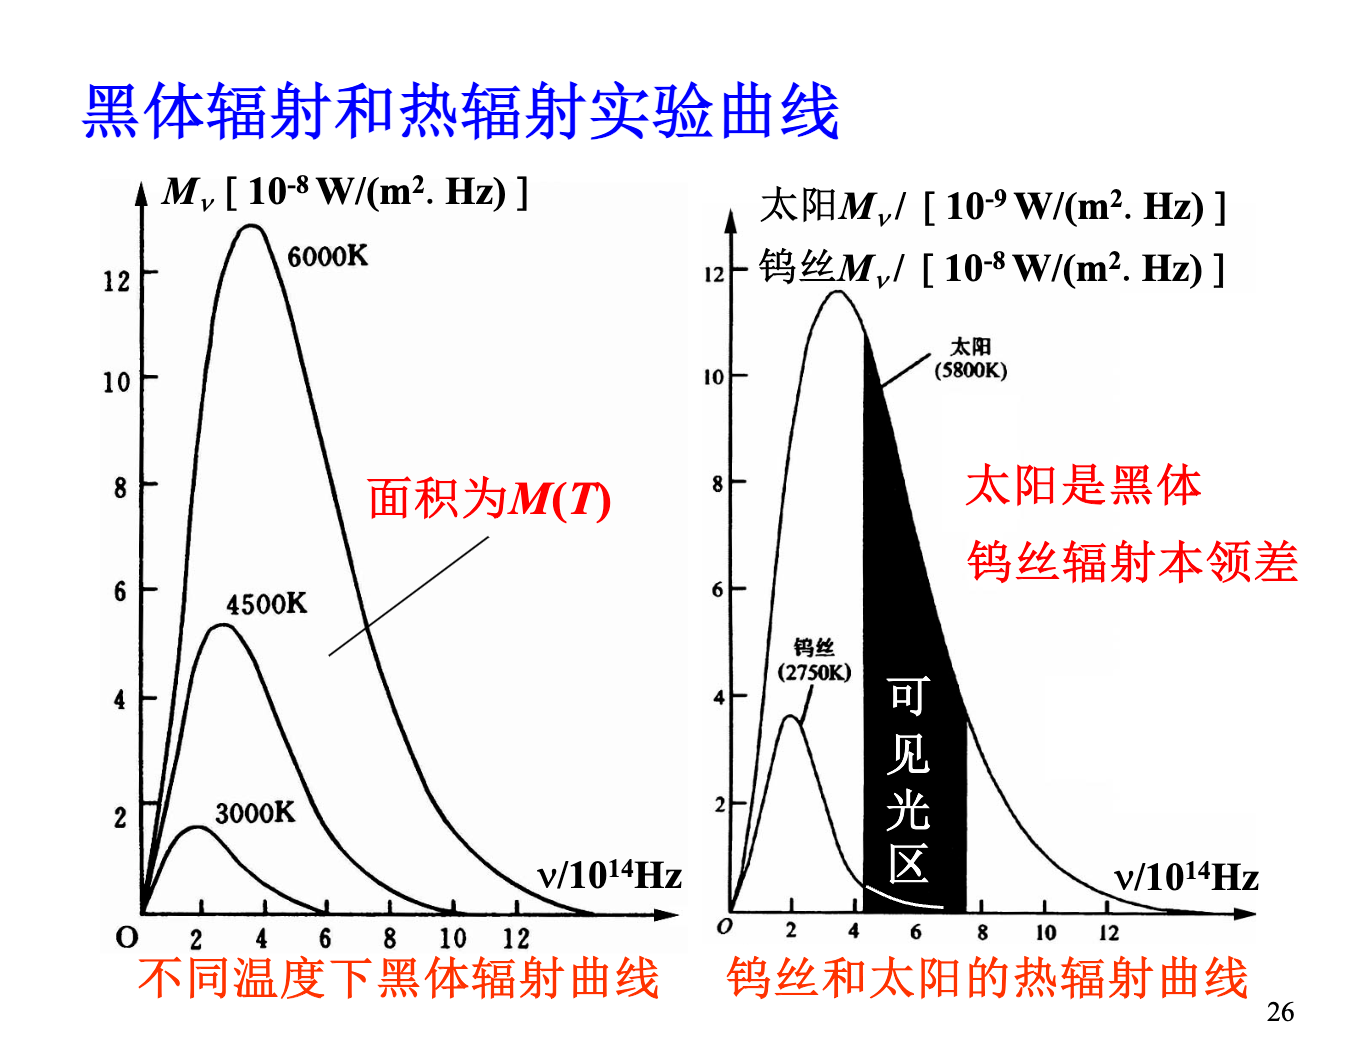 黑体辐射和热辐射实验曲线
Mν [ 10-8 W/(m2. Hz) ]
6000K
12
10
8
面积为M(T)
6
4500K
4
3000K
2
ν/1014Hz
O 2 4 6 8 10 12
不同温度下黑体辐射曲线
太阳Mν / [ 10-9 W/(m2. Hz) ]
钨丝Mν / [ 10-8 W/(m2. Hz) ]
12
太阳
(5800K)
10
8
太阳是黑体
钨丝辐射本领差
6
钨丝
(2750K)
4
可
见
光
区
2
ν/1014Hz
O 2 4 6 8 10 12
钨丝和太阳的热辐射曲线
26